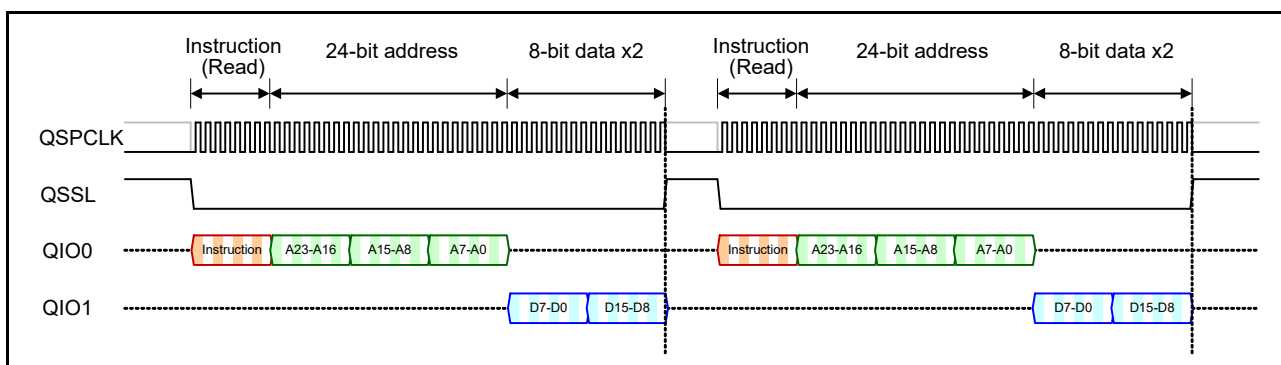 Instruction
(Read)
24-bit address
8-bit data x2
Instruction
(Read)
24-bit address
8-bit data x2
QSPCLK
QSSL
QIO0
Instruction
A23-A16
A15-A8
A7-A0
Instruction
A23-A16
A15-A8
A7-A0
QIO1
D7-D0
D15-D8
D7-D0
D15-D8